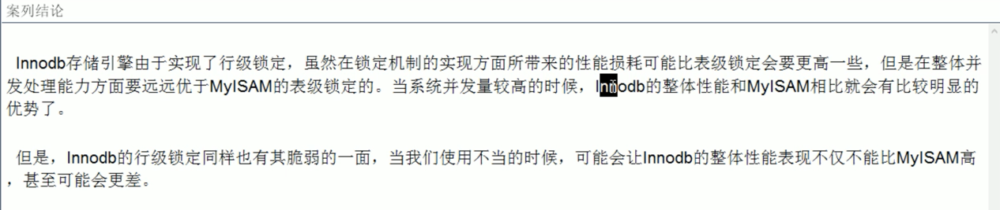 案列结论
Innodb存储引擎由于实现了行级锁定，虽然在锁定机制的实现方面所带来的性能损耗可能比表级锁定会要更高一些，但是在整体并
发处理能力方面要远远优于MyISAM的表级锁定的。当系统并发量较高的时候，Innodb的整体性能和MyISAM相比就会有比较明显的
优势了。
但是，Innodb的行级锁定同样也有其脆弱的一面，当我们使用不当的时候，可能会让Innodb的整体性能表现不仅不能比MyISAM高
，甚至可能会更差。